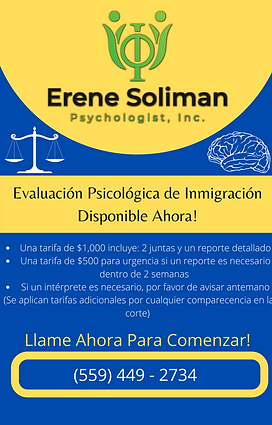 Erene Soliman
Psychologist, Inc.
Evaluación Psicológica de Inmigración
Disponible Ahora!
• Una tarifa de $1,000 incluye: 2 juntas y un reporte detallado
• Una tarifa de $500 para urgencia si un reporte es necesario
dentro de 2 semanas
• Si un intérprete es necesario, por favor de avisar antemano
(Se aplican tarifas adicionales por cualquier comparecencia en la
corte)
Llame Ahora Para Comenzar!
(559) 449 - 2734